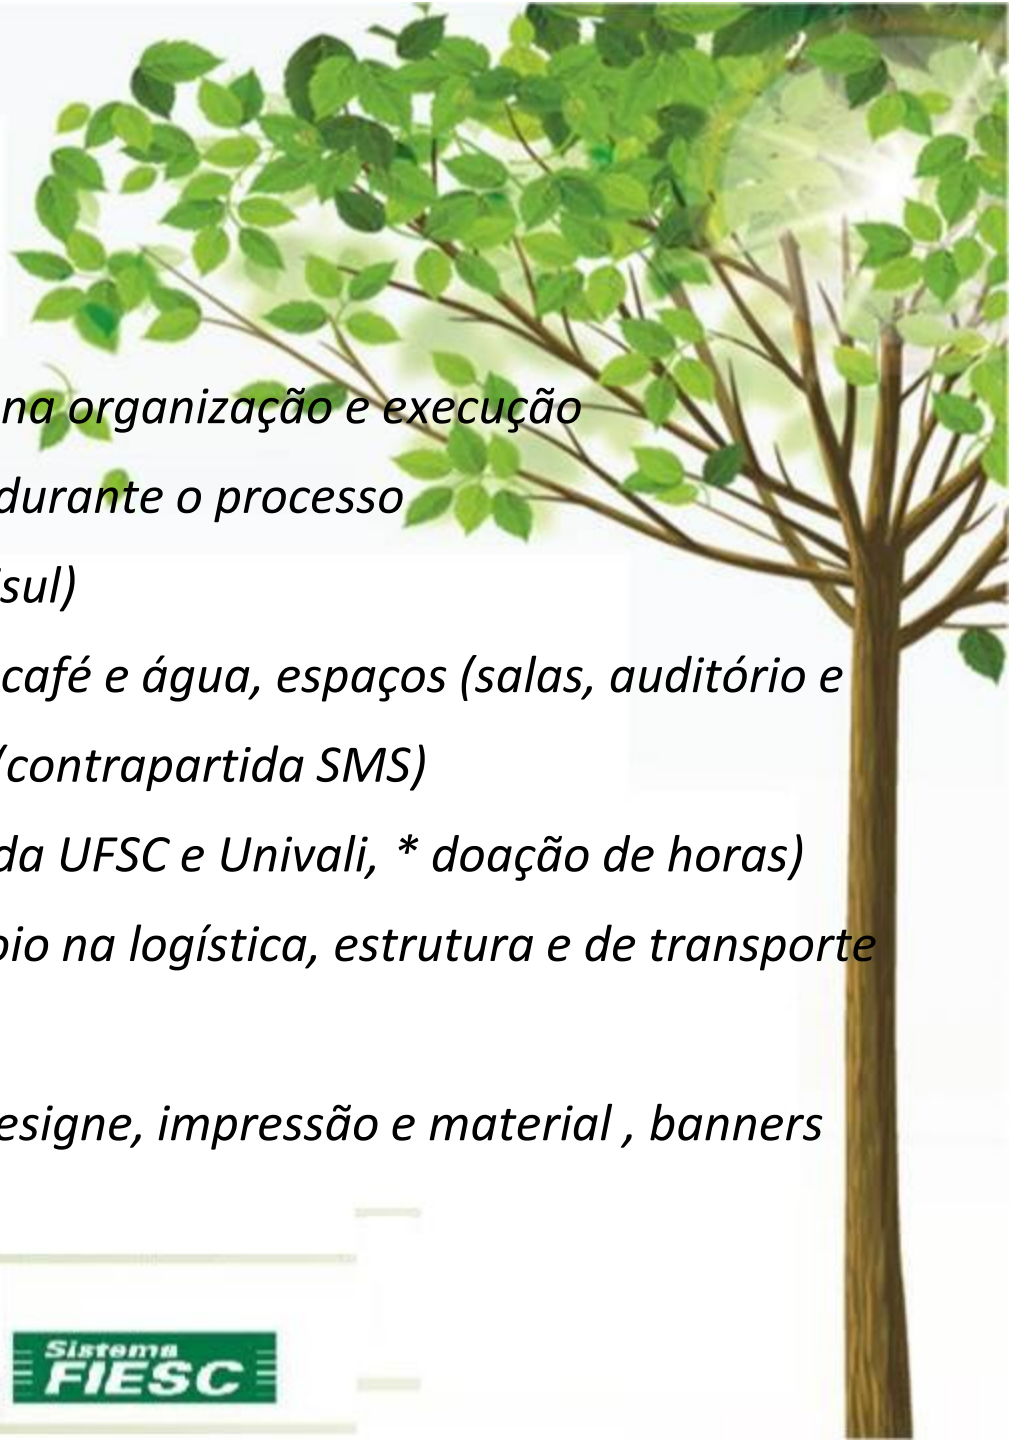 na organização e execução
durante o processo
sul)
café e água, espaços (salas, auditório e
/contrapartida SMS)
da UFSC e Univali, * doação de horas)
oio na logística, estrutura e de transporte
esigne, impressão e material , banners
Sistema
FIESC